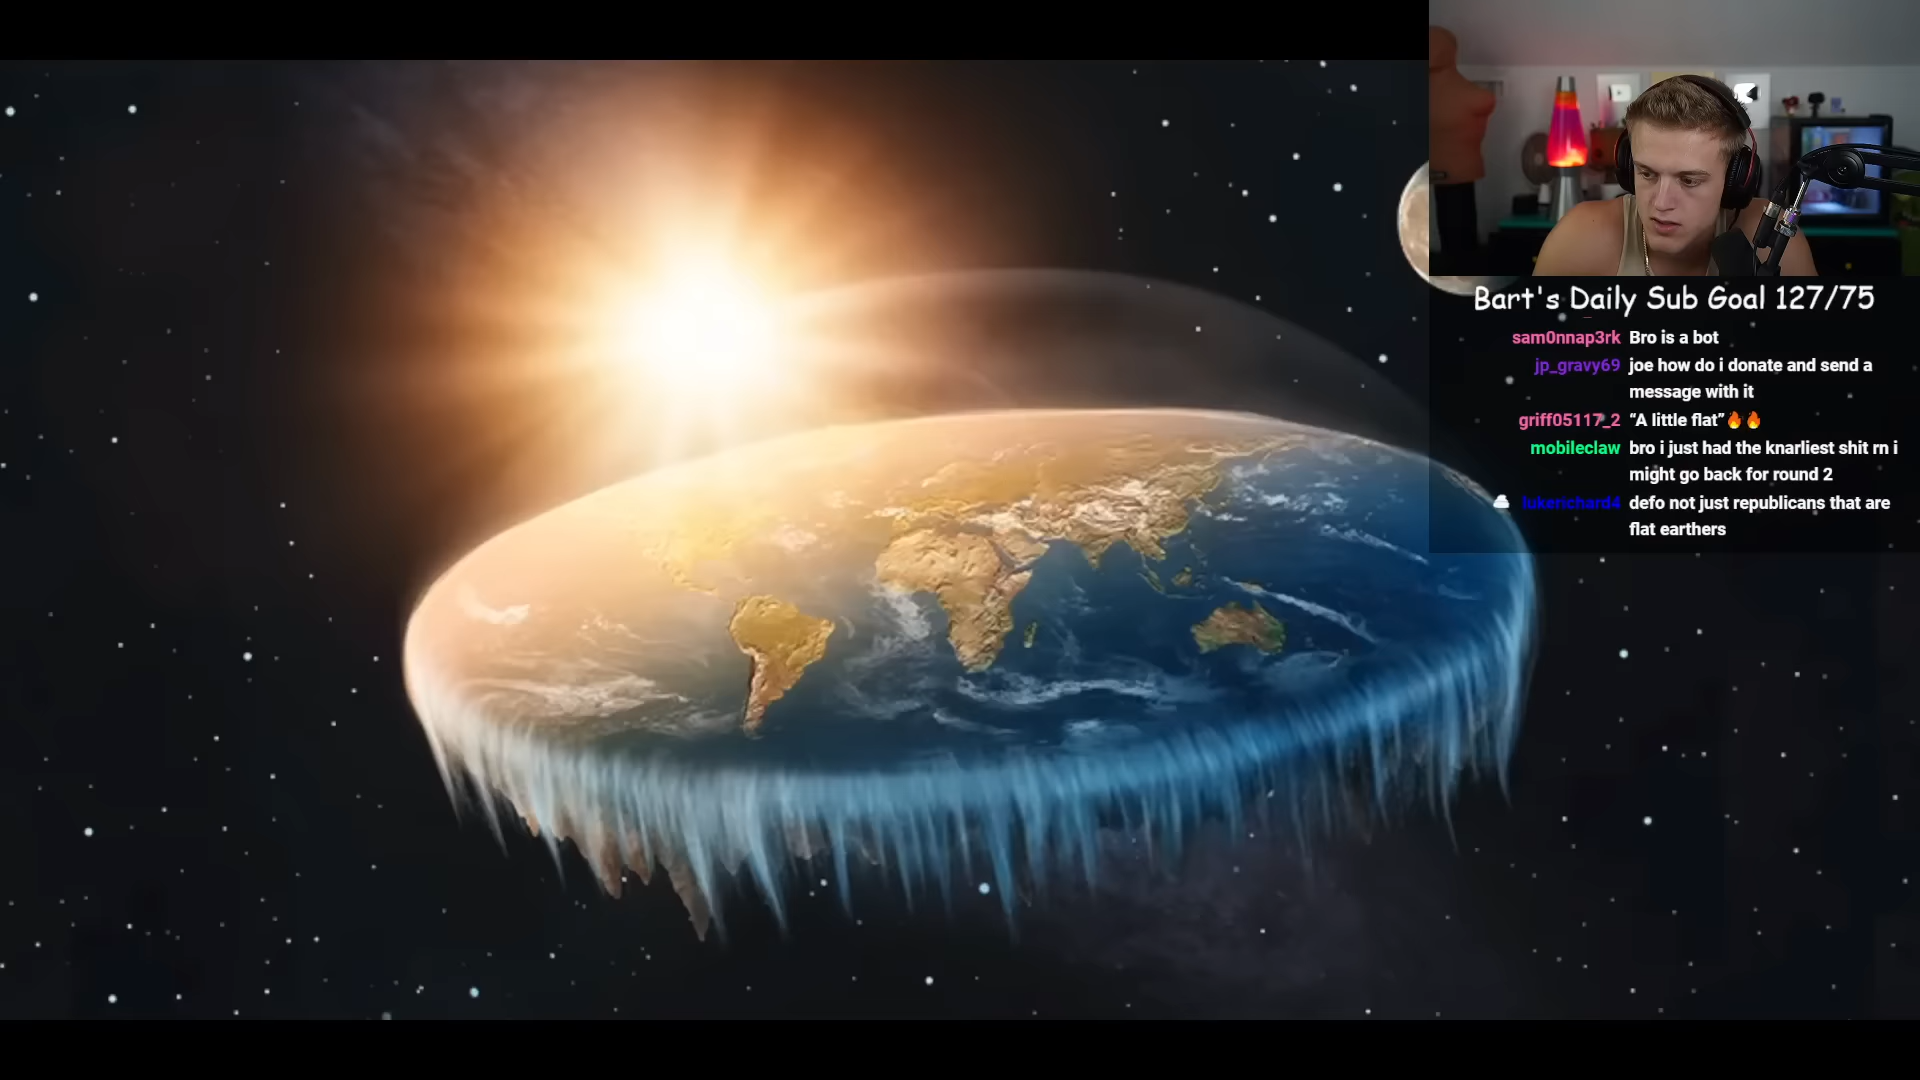 Bart's Daily Sub Goal 127/75
sam0nnap3rk Bro is a bot
jp_gravy69 joe how do i donate and send a
message with it
griff05117_2 “A little flat”🔥🔥
mobileclaw bro i just had the knarliest shit rn i
might go back for round 2
lukerichard4 defo not just republicans that are
flat earthers